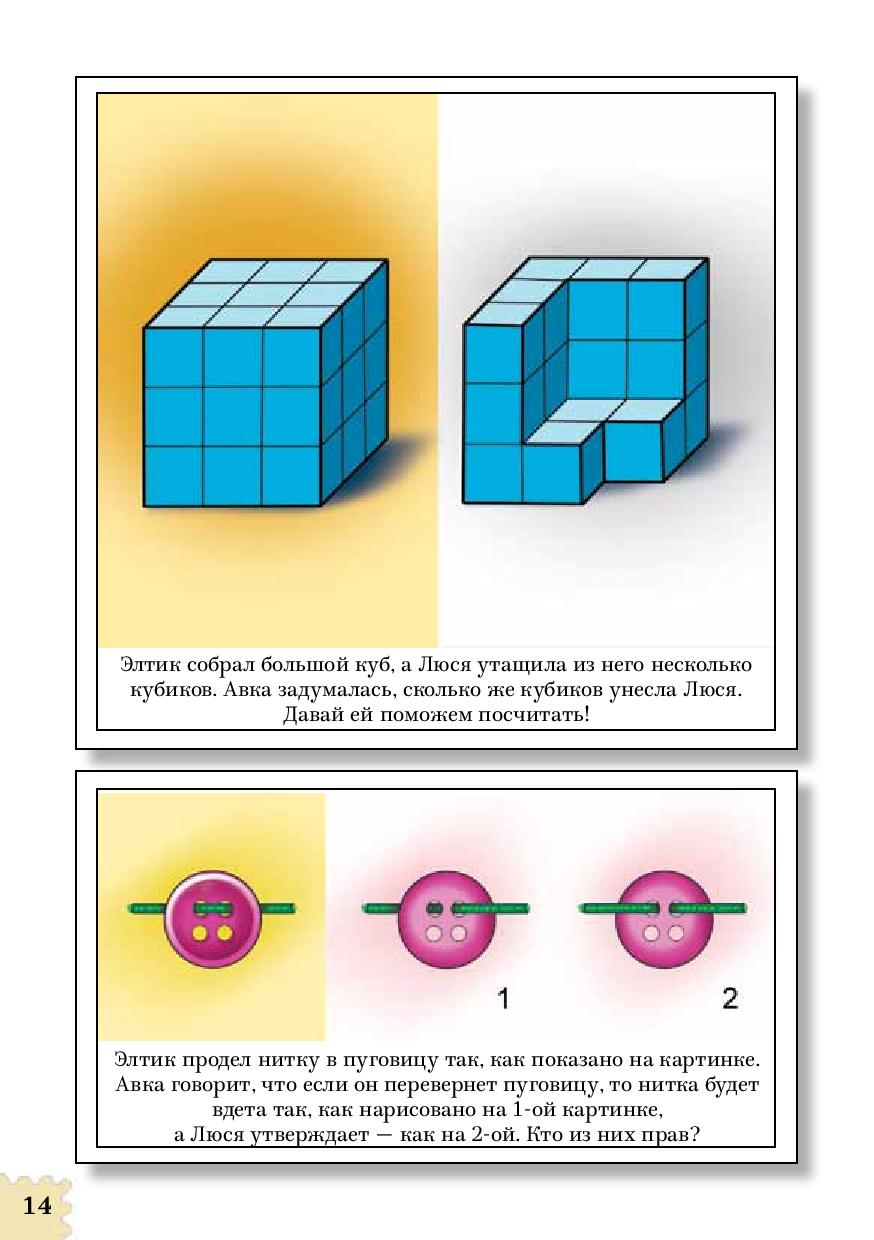 Элтик собрал большой куб, а Люся утащила из него несколько
кубиков. Авка задумалась, сколько же кубиков унесла Люся.
Давай ей поможем посчитать!
1
2
Элтик продел нитку в пуговицу так, как показано на картинке.
Авка говорит, что если он перевернет пуговицу, то нитка будет
вдета так, как нарисовано на 1-ой картинке,
а Люся утверждает — как на 2-ой. Кто из них прав?
14